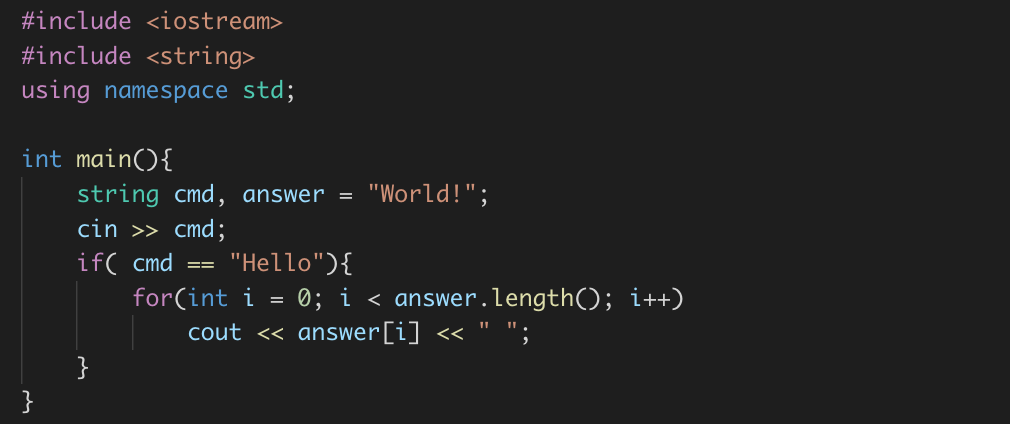 #include <iostream>
#include <string>
using namespace std;

int main(){
    string cmd, answer = "World!";
    cin >> cmd;
    if( cmd == "Hello"){
        for(int i = 0; i < answer.length(); i++)
            cout << answer[i] << " ";
    }
}